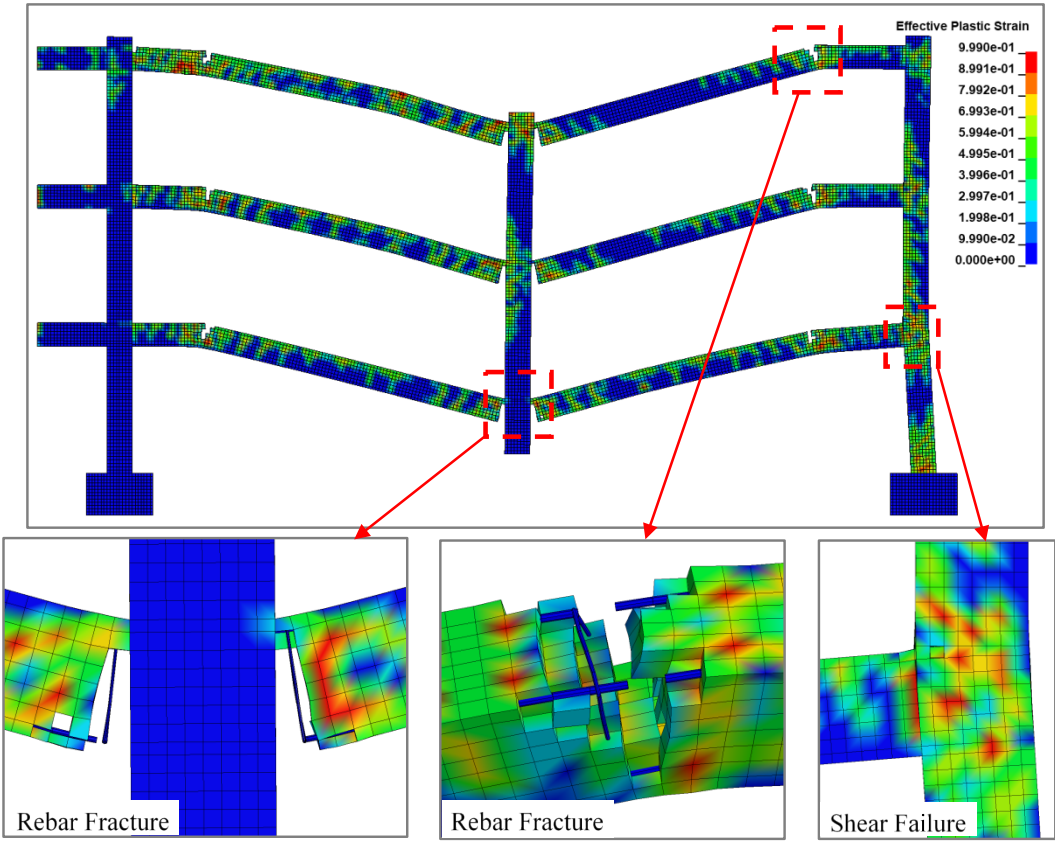 Effective Plastic Strain
9.990e-01
8.991e-01
7.992e-01
6.993e-01
5.994e-01
4.995e-01
3.996e-01
2.997e-01
1.998e-01
9.990e-02
0.000e+00
Rebar Fracture
Rebar Fracture
Shear Failure